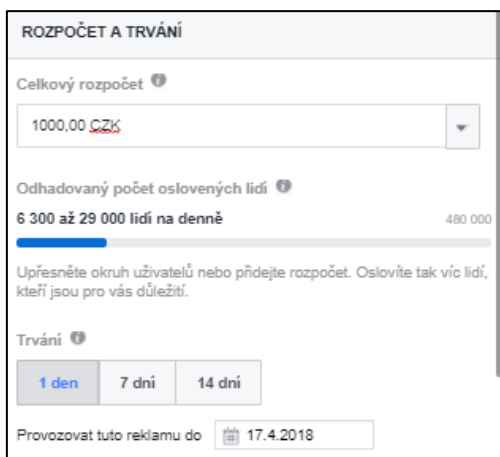 ROZPOČET A TRVÁNÍ
Celkový rozpočet
1000,00 CZK
Odhadovaný počet oslovených lidí
6 300 až 29 000 lidí na denně 480 000
Upřesněte okruh uživatelů nebo přidejte rozpočet. Oslovíte tak víc lidí,
kteří jsou pro vás důležití.
Trvání
1 den 7 dní 14 dní
Provozovat tuto reklamu do 17.4.2018